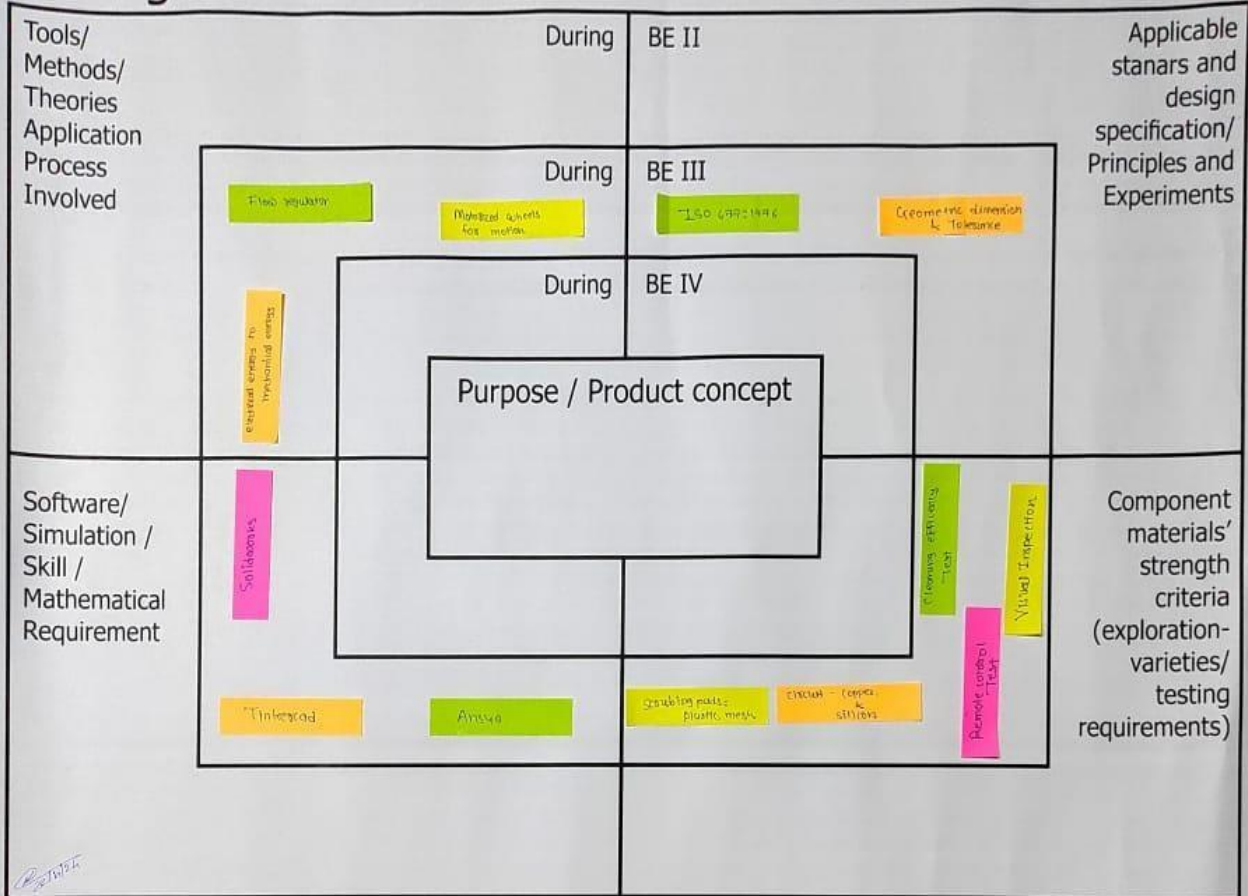 Tools/
Methods/
Theories
Application
Process
Involved
During
BE II
Applicable
stanars and
design
specification/
Principles and
Experiments
During
BE III
Flow regulator
Motorized wheels
for motion
Geometric dimension
& Tolerance
During
BE IV
electrical energy to
mechanical energy
Purpose / Product concept
Software/
Simulation /
Skill /
Mathematical
Requirement
Solidworks
Tinkercad
Ansys
Scrubbing pads=
plastic, mesh
circuit - copper
&
silicon
Cleaning efficiency
Test
Visual Inspection
Remote control
Test
Component
materials'
strength
criteria
(exploration-
varieties/
testing
requirements)